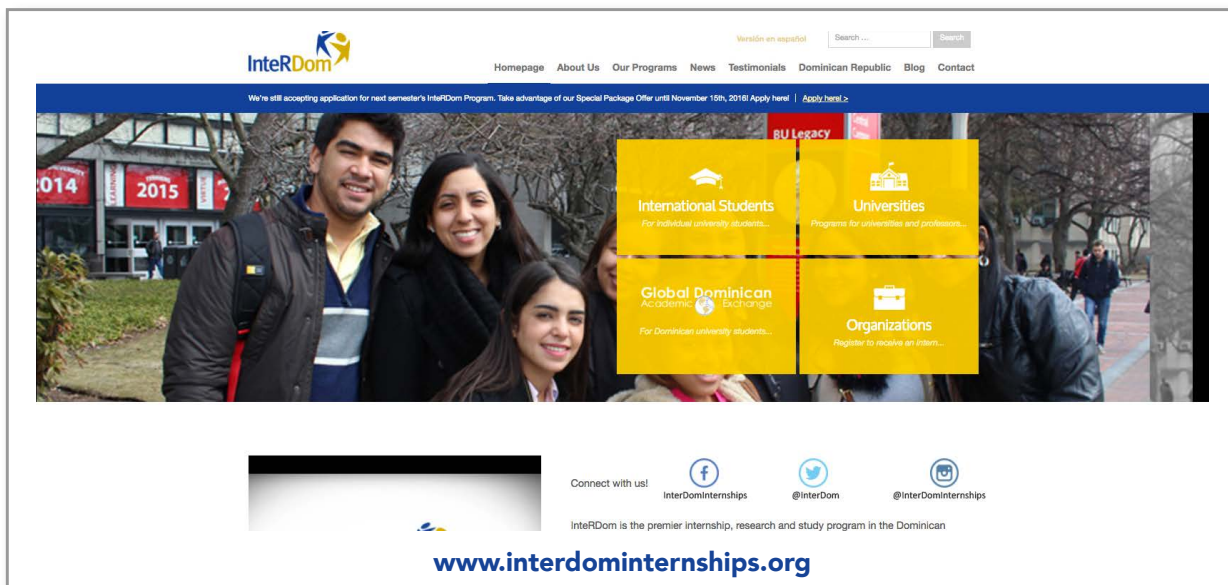 InteRDom
Versión en español
Search ...
Search
Homepage About Us Our Programs News Testimonials Dominican Republic Blog Contact
We're still accepting application for next semester's InteRDom Program. Take advantage of our Special Package Offer until November 15th, 2016! Apply here! | Apply here! >
BU Legacy
2014
LEARNING
2015
VIRTUE
International Students
For individual university students...
Universities
Programs for universities and professors...
Global Dominican
Academic Exchange
For Dominican university students...
Organizations
Register to receive an intern...
Connect with us!
InterDomInternships
@InterDom
@InterDomInternships
InteRDom is the premier internship, research and study program in the Dominican
www.interdominternships.org